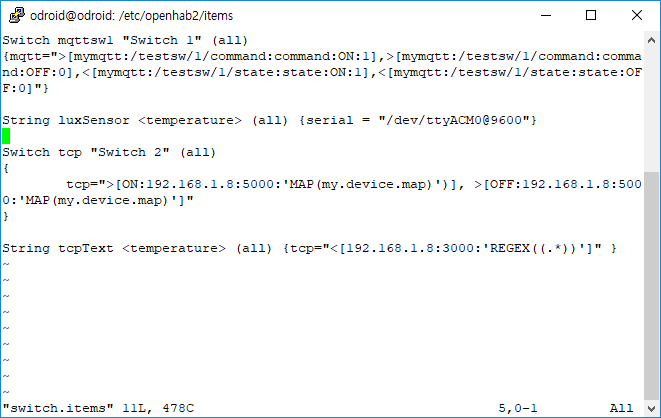 odroid@odroid: /etc/openhab2/items
Switch mqttsw1 "Switch 1" (all)
{mqtt=">[mymqtt:/testsw/1/command:command:ON:1],>[mymqtt:/testsw/1/command:comma
nd:OFF:0],<[mymqtt:/testsw/1/state:state:ON:1],<[mymqtt:/testsw/1/state:state:OF
F:0]"}
String luxSensor <temperature> (all) {serial = "/dev/ttyACM0@9600"}
Switch tcp "Switch 2" (all)
{
tcp=">[ON:192.168.1.8:5000:'MAP(my.device.map)')], >[OFF:192.168.1.8:500
0:'MAP(my.device.map)']"
}
String tcpText <temperature> (all) {tcp="<[192.168.1.8:3000:'REGEX((.*))']" }
~
~
~
~
~
~
~
~
~
"switch.items" 11L, 478C 5,0-1 All